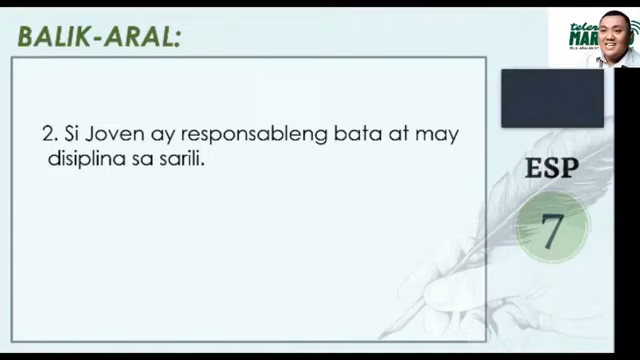 BALIK-ARAL:
2. Si Joven ay responsableng bata at may
disiplina sa sarili.
ESP
7